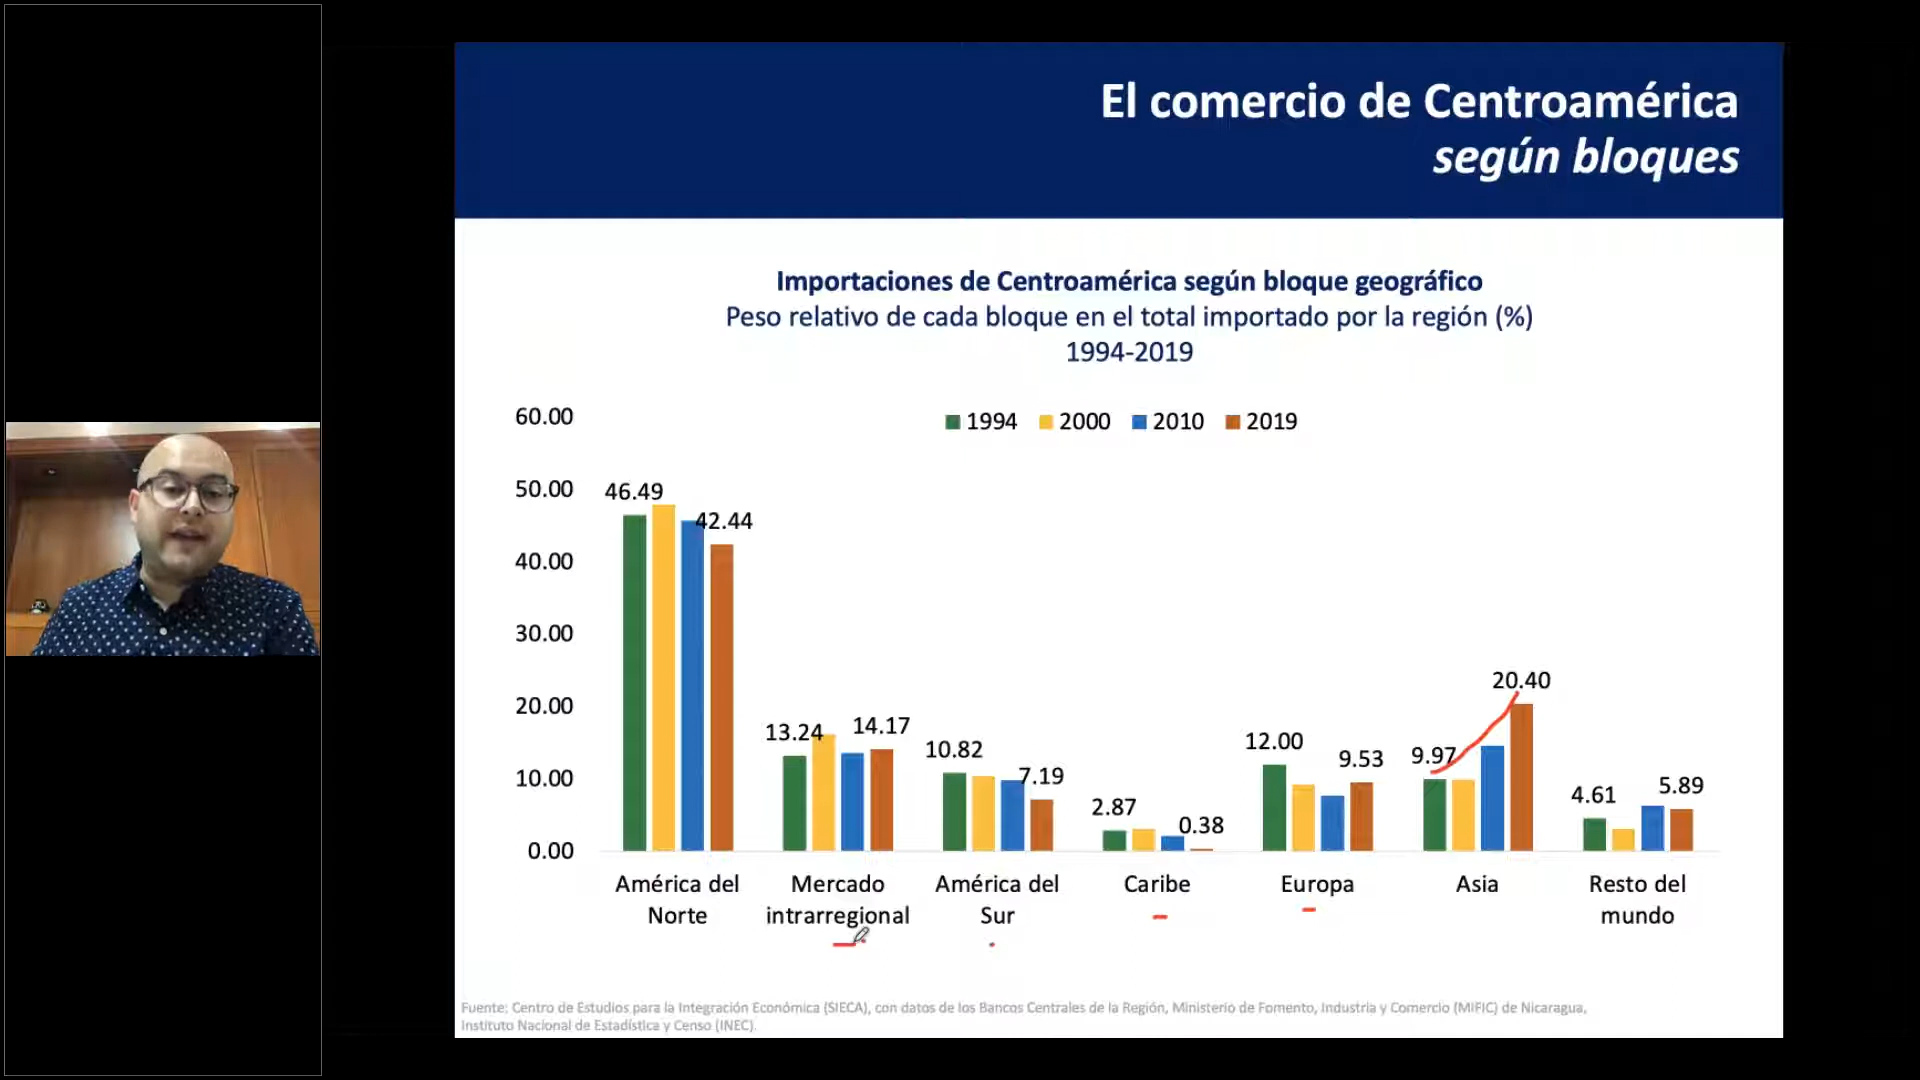 El comercio de Centroamérica
según bloques
Importaciones de Centroamérica según bloque geográfico
Peso relativo de cada bloque en el total importado por la región (%)
1994-2019
1994 2000 2010 2019
60.00
50.00
40.00
30.00
20.00
10.00
0.00
46.49
42.44
13.24
14.17
10.82
7.19
2.87
0.38
12.00
9.53
9.97
20.40
4.61
5.89
América del
Norte
Mercado
intrarregional
América del
Sur
Caribe
Europa
Asia
Resto del
mundo
Fuente: Centro de Estudios para la Integración Económica (SIECA), con datos de los Bancos Centrales de la Región, Ministerio de Fomento, Industria y Comercio (MIFIC) de Nicaragua,
Instituto Nacional de Estadística y Censo (INEC).